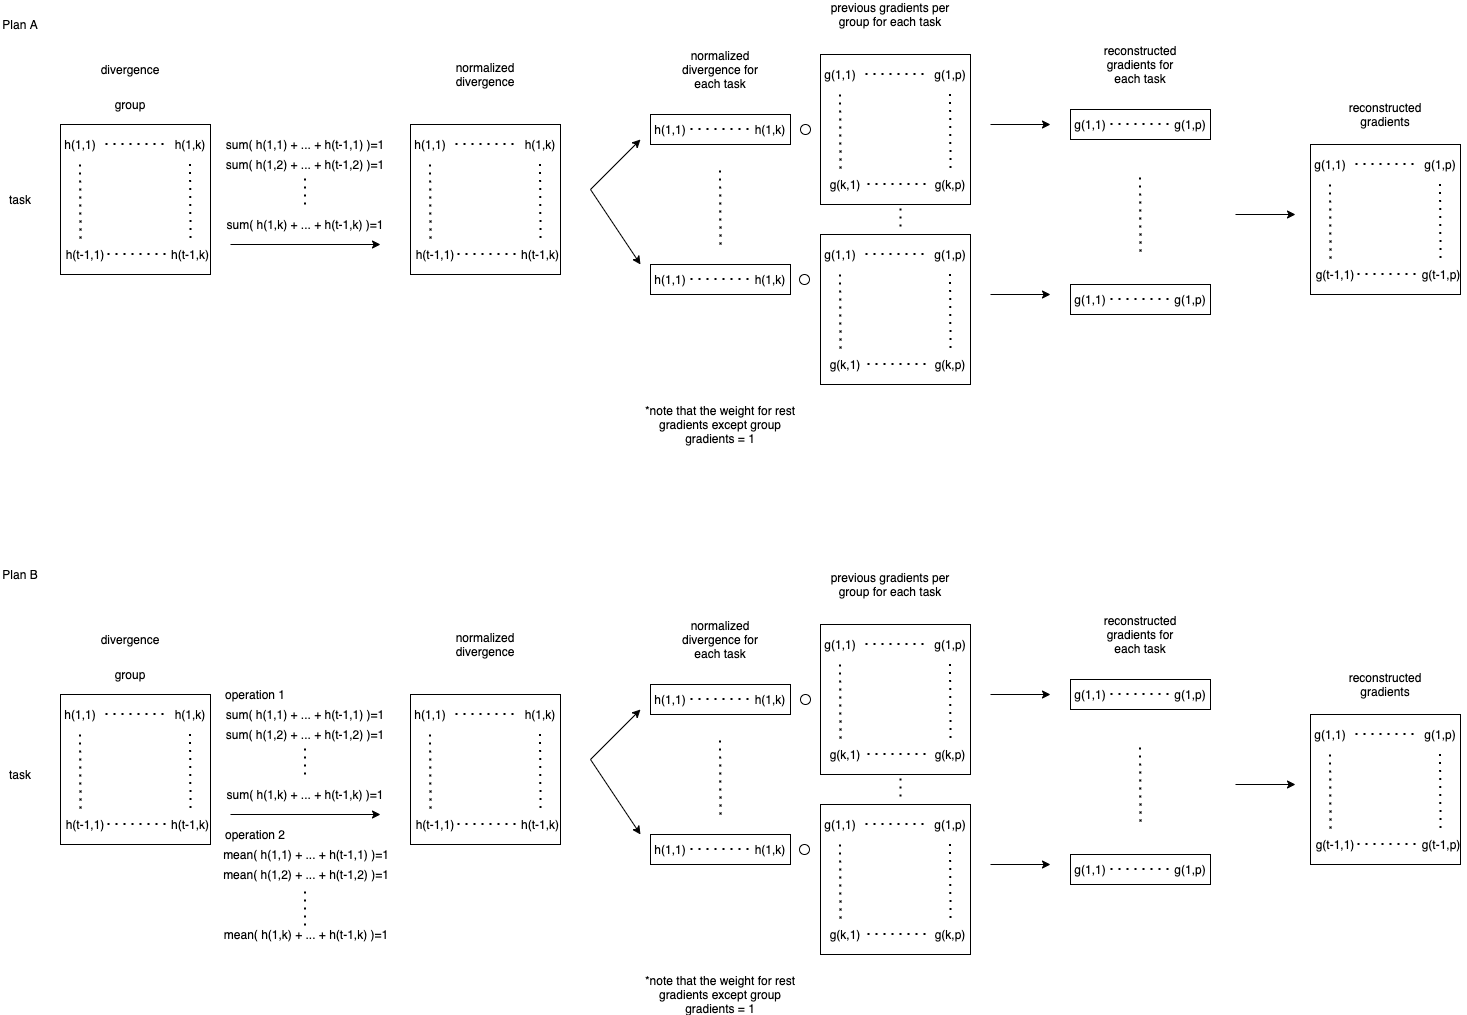 Plan A
previous gradients per
group for each task
divergence
group
normalized
divergence
normalized
divergence for
each task
reconstructed
gradients for
each task
reconstructed
gradients
task
h(1,1) ........ h(1,k)
h(t-1,1) ........ h(t-1,k)
sum( h(1,1) + ... + h(t-1,1) )=1
sum( h(1,2) + ... + h(t-1,2) )=1
sum( h(1,k) + ... + h(t-1,k) )=1
h(1,1) ........ h(1,k)
h(t-1,1) ........ h(t-1,k)
h(1,1) ........ h(1,k)
h(1,1) ........ h(1,k)
g(1,1) ........ g(1,p)
g(k,1) ........ g(k,p)
g(1,1) ........ g(1,p)
g(k,1) ........ g(k,p)
g(1,1) ........ g(1,p)
g(1,1) ........ g(1,p)
g(1,1) ........ g(1,p)
g(t-1,1) ........ g(t-1,p)
*note that the weight for rest
gradients except group
gradients = 1
Plan B
previous gradients per
group for each task
divergence
group
normalized
divergence
normalized
divergence for
each task
reconstructed
gradients for
each task
reconstructed
gradients
task
h(1,1) ........ h(1,k)
h(t-1,1) ........ h(t-1,k)
operation 1
sum( h(1,1) + ... + h(t-1,1) )=1
sum( h(1,2) + ... + h(t-1,2) )=1
sum( h(1,k) + ... + h(t-1,k) )=1
operation 2
mean( h(1,1) + ... + h(t-1,1) )=1
mean( h(1,2) + ... + h(t-1,2) )=1
mean( h(1,k) + ... + h(t-1,k) )=1
h(1,1) ........ h(1,k)
h(t-1,1) ........ h(t-1,k)
h(1,1) ........ h(1,k)
h(1,1) ........ h(1,k)
g(1,1) ........ g(1,p)
g(k,1) ........ g(k,p)
g(1,1) ........ g(1,p)
g(k,1) ........ g(k,p)
g(1,1) ........ g(1,p)
g(1,1) ........ g(1,p)
g(1,1) ........ g(1,p)
g(t-1,1) ........ g(t-1,p)
*note that the weight for rest
gradients except group
gradients = 1